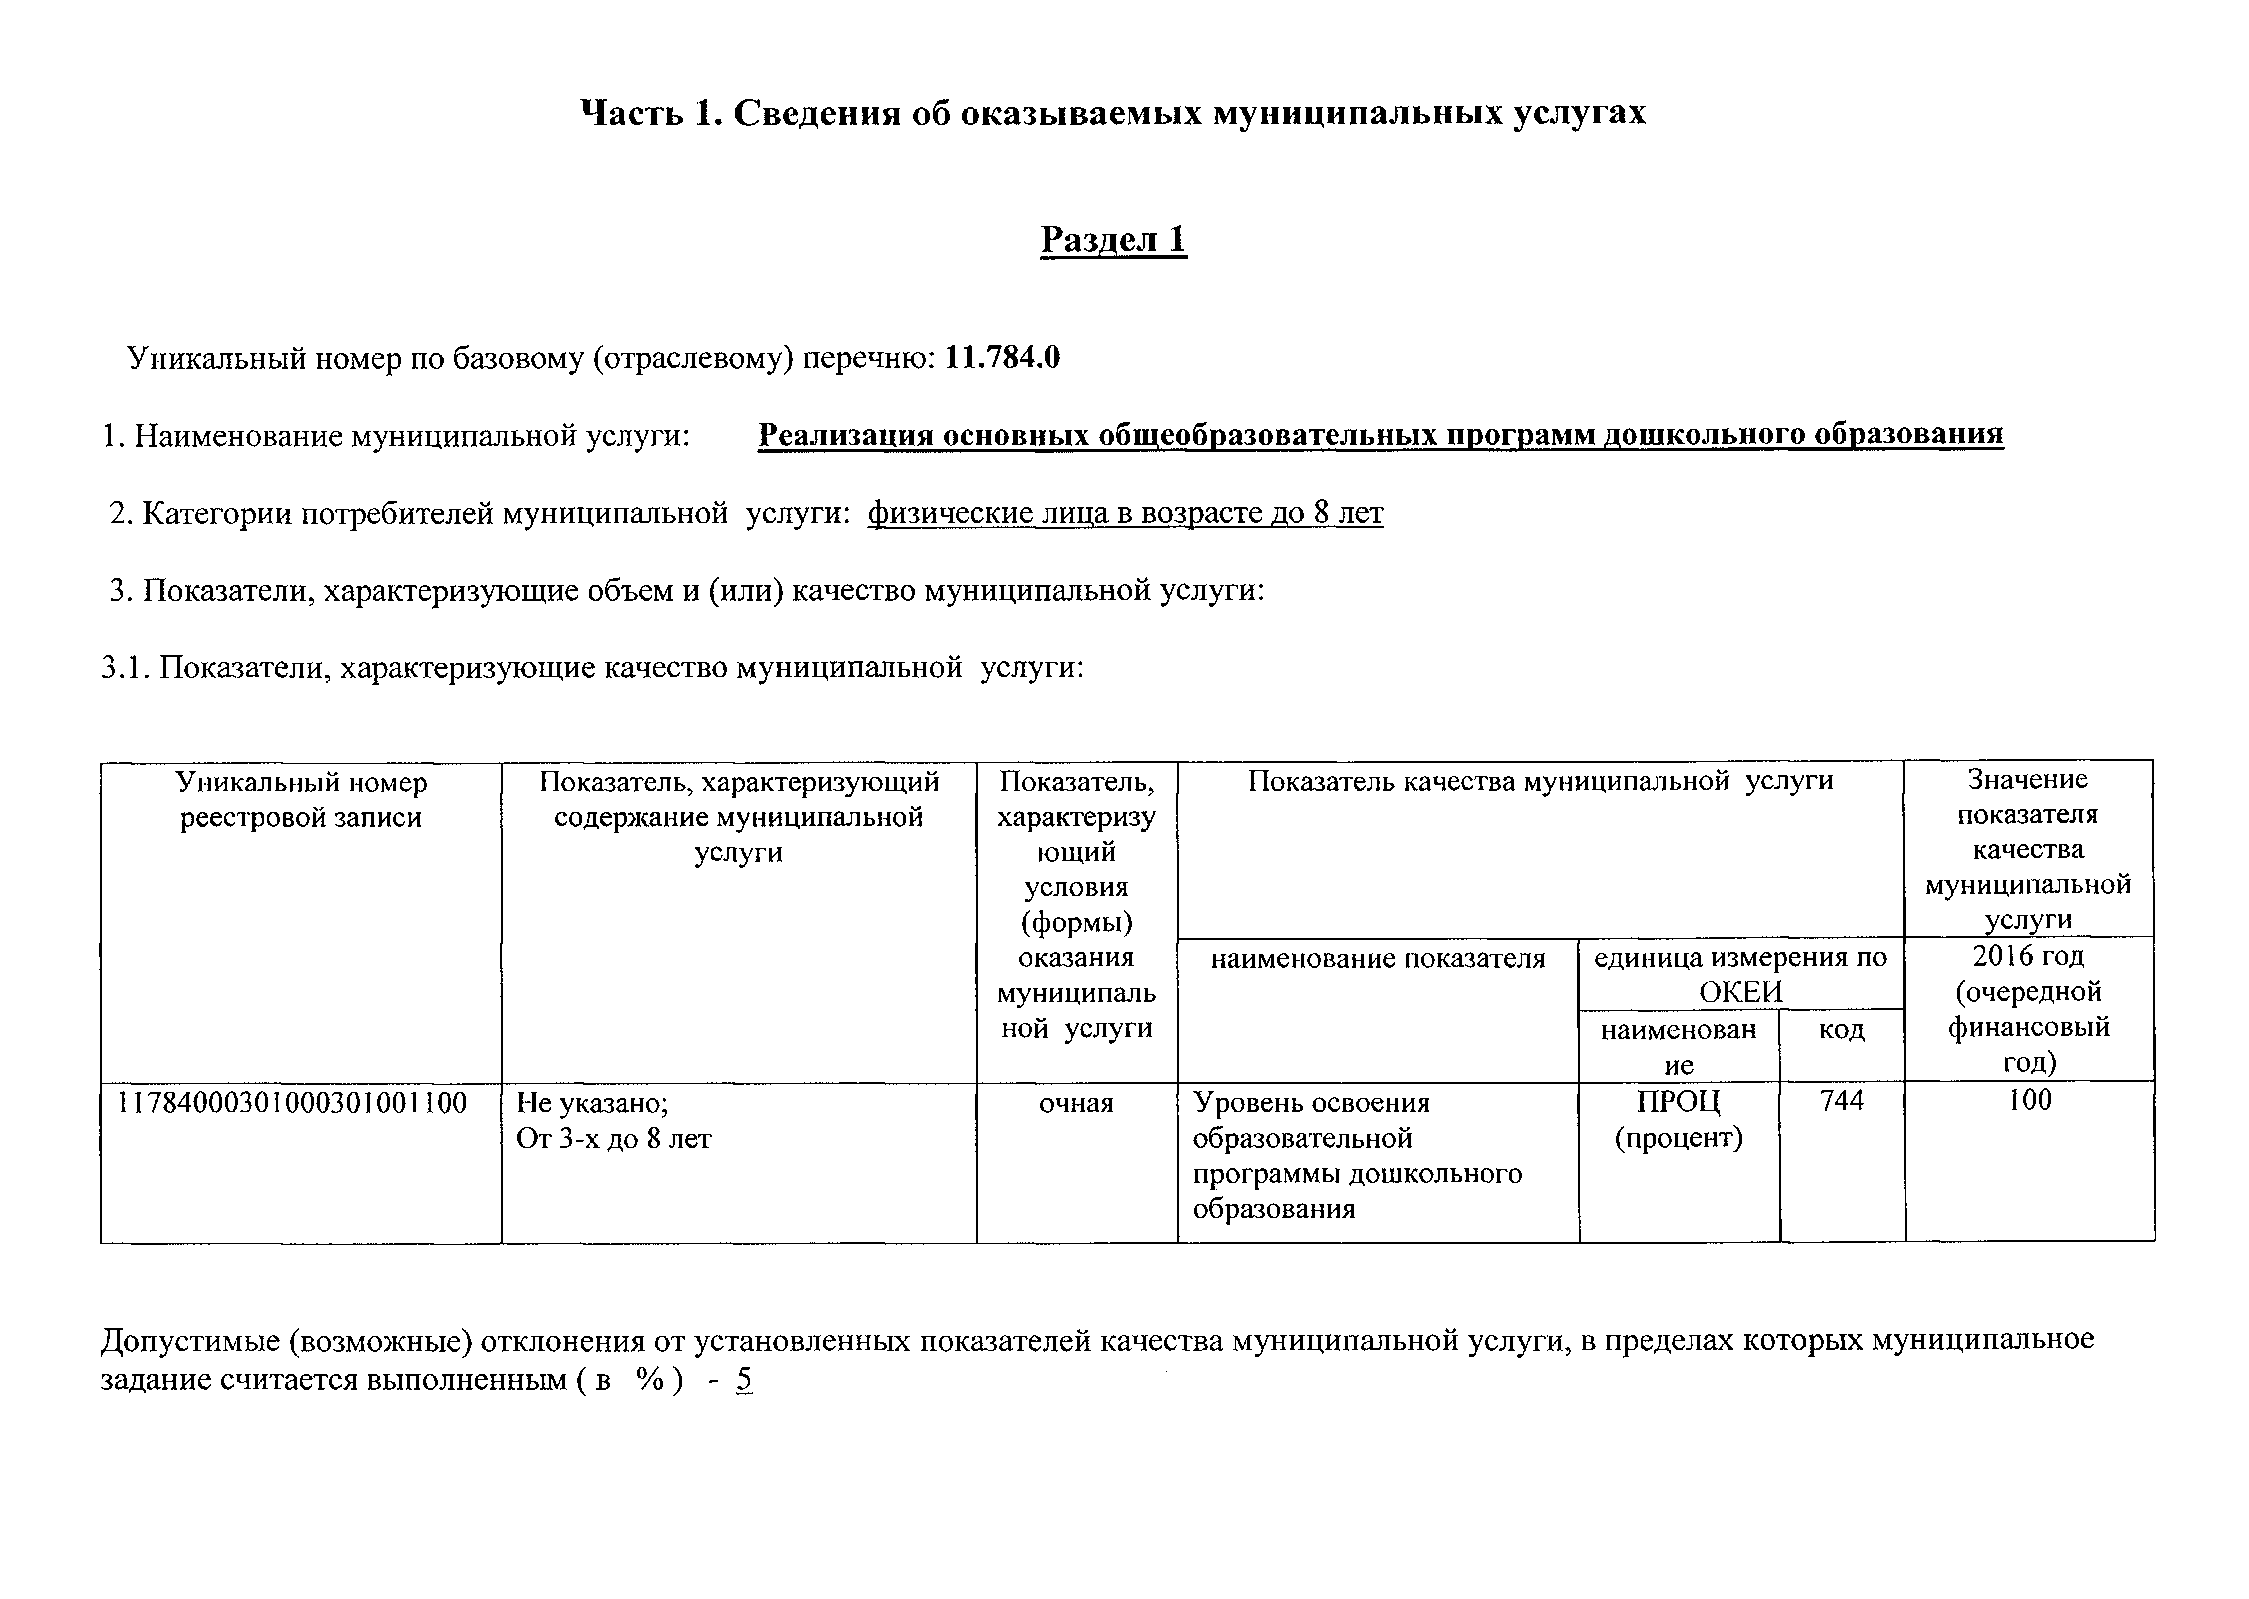 Часть 1. Сведения об оказываемых муниципальных услугах
Раздел 1
Уникальный номер по базовому (отраслевому) перечню: 11.784.0
1. Наименование муниципальной услуги: Реализация основных общеобразовательных программ дошкольного образования
2. Категории потребителей муниципальной услуги: физические лица в возрасте до 8 лет
3. Показатели, характеризующие объем и (или) качество муниципальной услуги:
3.1. Показатели, характеризующие качество муниципальной услуги:
Уникальный номер
реестровой записи
Показатель, характеризующий
содержание муниципальной
услуги
Показатель,
характеризу
ющий
условия
(формы)
оказания
муниципаль
ной услуги
Показатель качества муниципальной услуги
Значение
показателя
качества
муниципальной
услуги
наименование показателя
единица измерения по
ОКЕИ
наименован
ие
код
2016 год
(очередной
финансовый
год)
11784000301000301001100
Не указано;
От 3-х до 8 лет
очная
Уровень освоения
образовательной
программы дошкольного
образования
ПРОЦ
(процент)
744
100
Допустимые (возможные) отклонения от установленных показателей качества муниципальной услуги, в пределах которых муниципальное
задание считается выполненным ( в % ) - 5